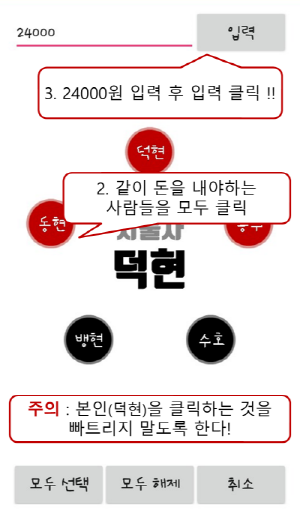 24000
입력
3. 24000원 입력 후 입력 클릭 !!
덕현
2. 같이 돈을 내야하는
사람들을 모두 클릭
동현
덕현
병현
수호
주의 : 본인(덕현)을 클릭하는 것을
빠트리지 말도록 한다!
모두 선택
모두 해제
취소